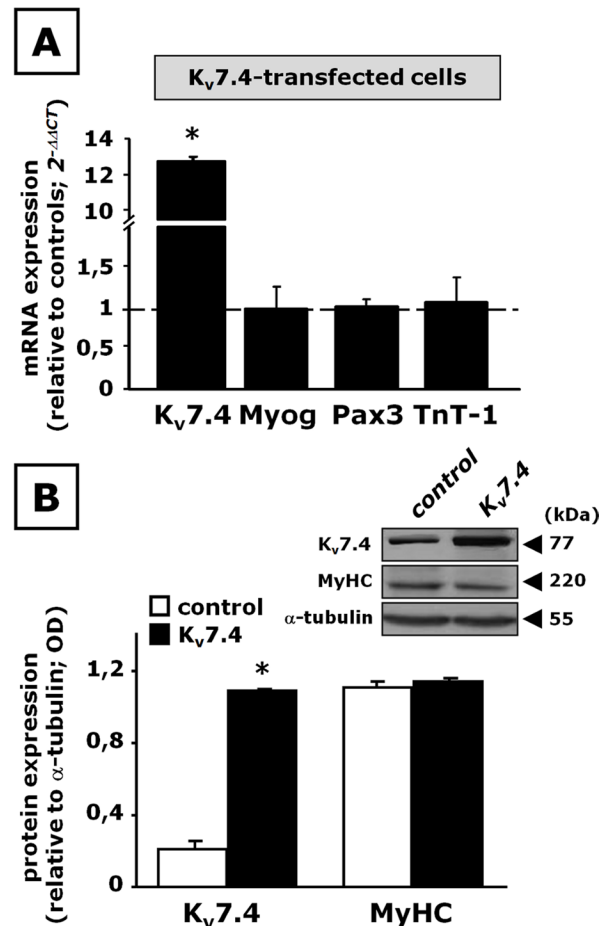 A
Kv7.4-transfected cells
mRNA expression
(relative to controls; 2-ΔΔCT)
*
14
12
10
1,5
1
0,5
0
Kv7.4 Myog Pax3 TnT-1
B
control Kv7.4 (kDa)
Kv7.4 77
MyHC 220
α-tubulin 55
control
Kv7.4
protein expression
(relative to α-tubulin; OD)
*
1,2
0,8
0,4
0
Kv7.4 MyHC